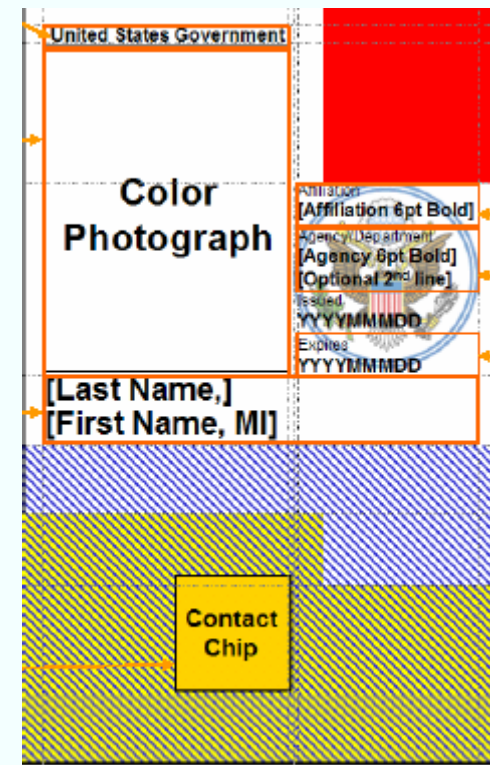 United States Government
Color
Photograph
Affiliation
[Affiliation 6pt Bold]
Agency/Department
[Agency 6pt Bold]
[Optional 2nd line]
Issued
YYYYMMMDD
Expires
YYYYMMMDD
[Last Name,]
[First Name, MI]
Contact
Chip